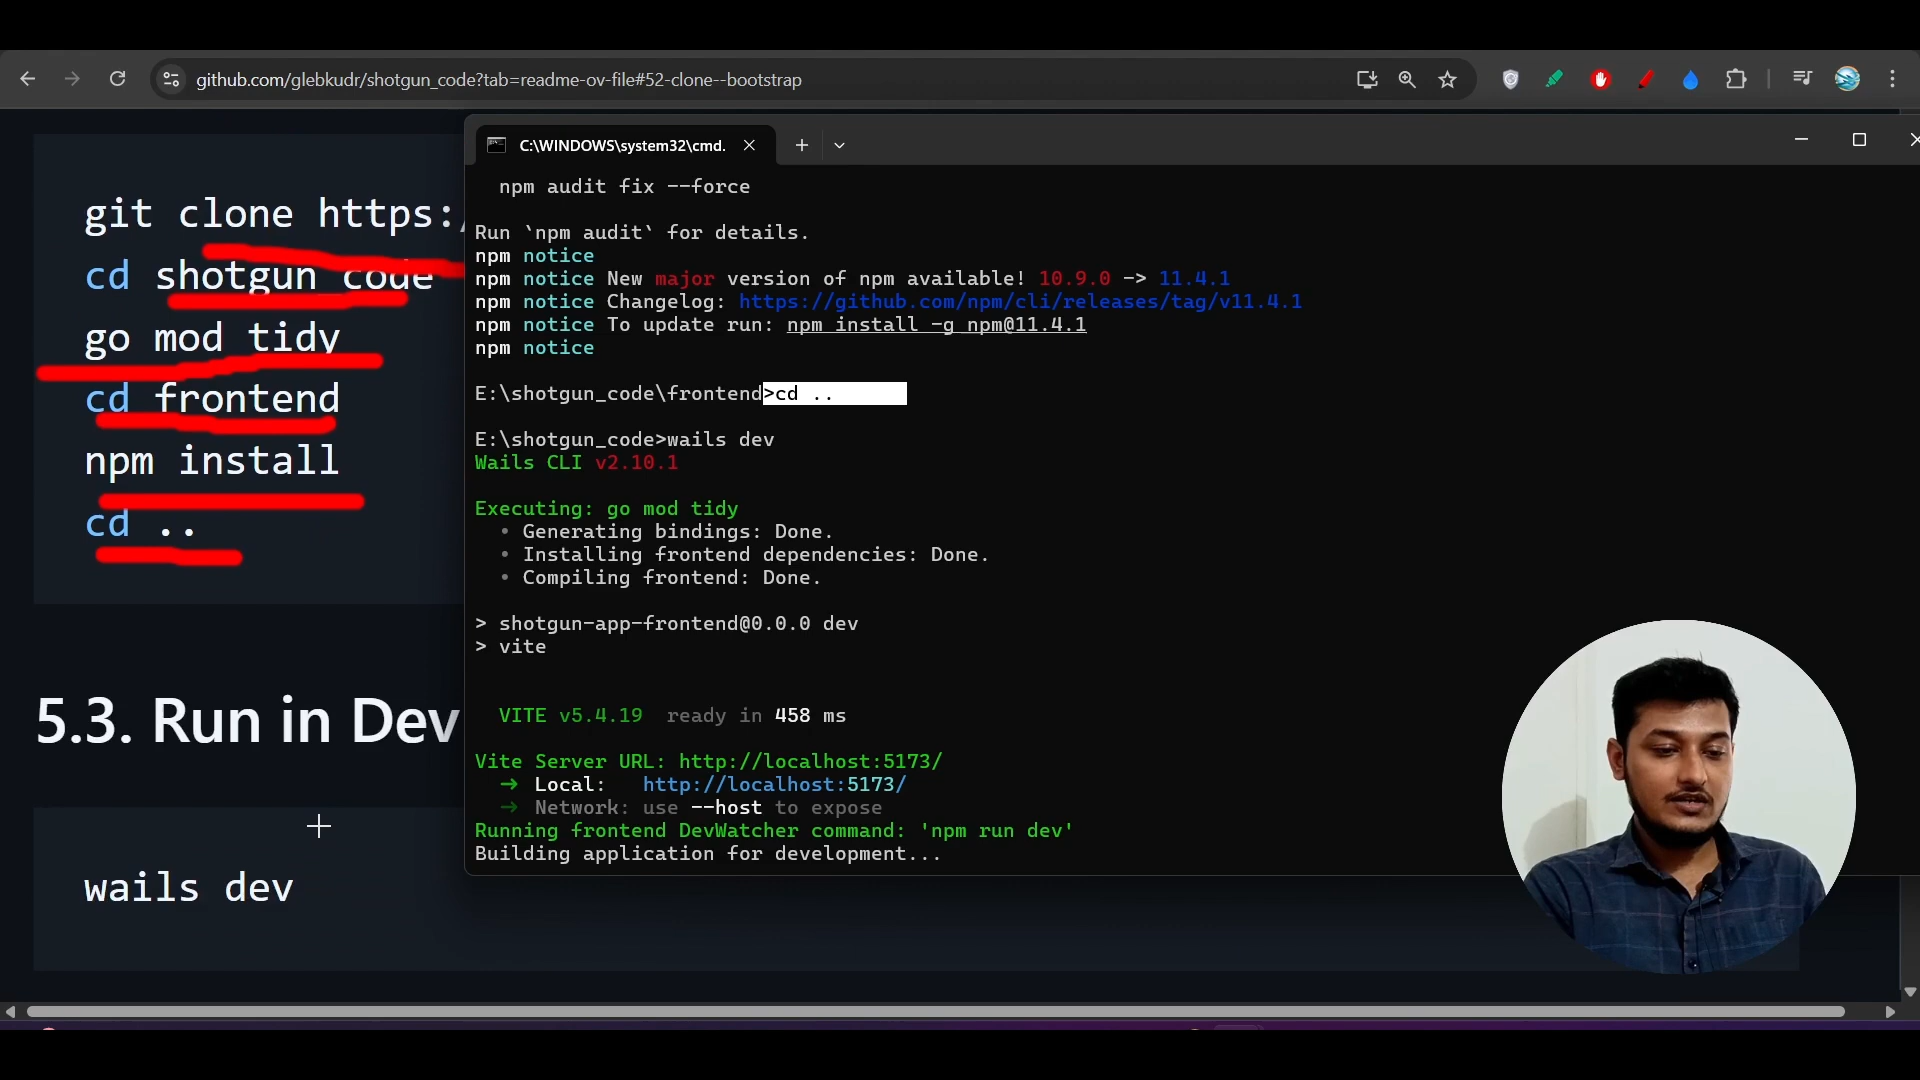 github.com/glebkudr/shotgun_code?tab=readme-ov-file#52-clone--bootstrap
git clone https:/
cd shotgun_code
go mod tidy
cd frontend
npm install
cd ..
5.3. Run in Dev
wails dev
C:\WINDOWS\system32\cmd.
npm audit fix --force
Run `npm audit` for details.
npm notice
npm notice New major version of npm available! 10.9.0 -> 11.4.1
npm notice Changelog: https://github.com/npm/cli/releases/tag/v11.4.1
npm notice To update run: npm install -g npm@11.4.1
npm notice
E:\shotgun_code\frontend>cd ..
E:\shotgun_code>wails dev
Wails CLI v2.10.1
Executing: go mod tidy
• Generating bindings: Done.
• Installing frontend dependencies: Done.
• Compiling frontend: Done.
> shotgun-app-frontend@0.0.0 dev
> vite
VITE v5.4.19 ready in 458 ms
Vite Server URL: http://localhost:5173/
➜ Local: http://localhost:5173/
➜ Network: use --host to expose
Running frontend DevWatcher command: 'npm run dev'
Building application for development...